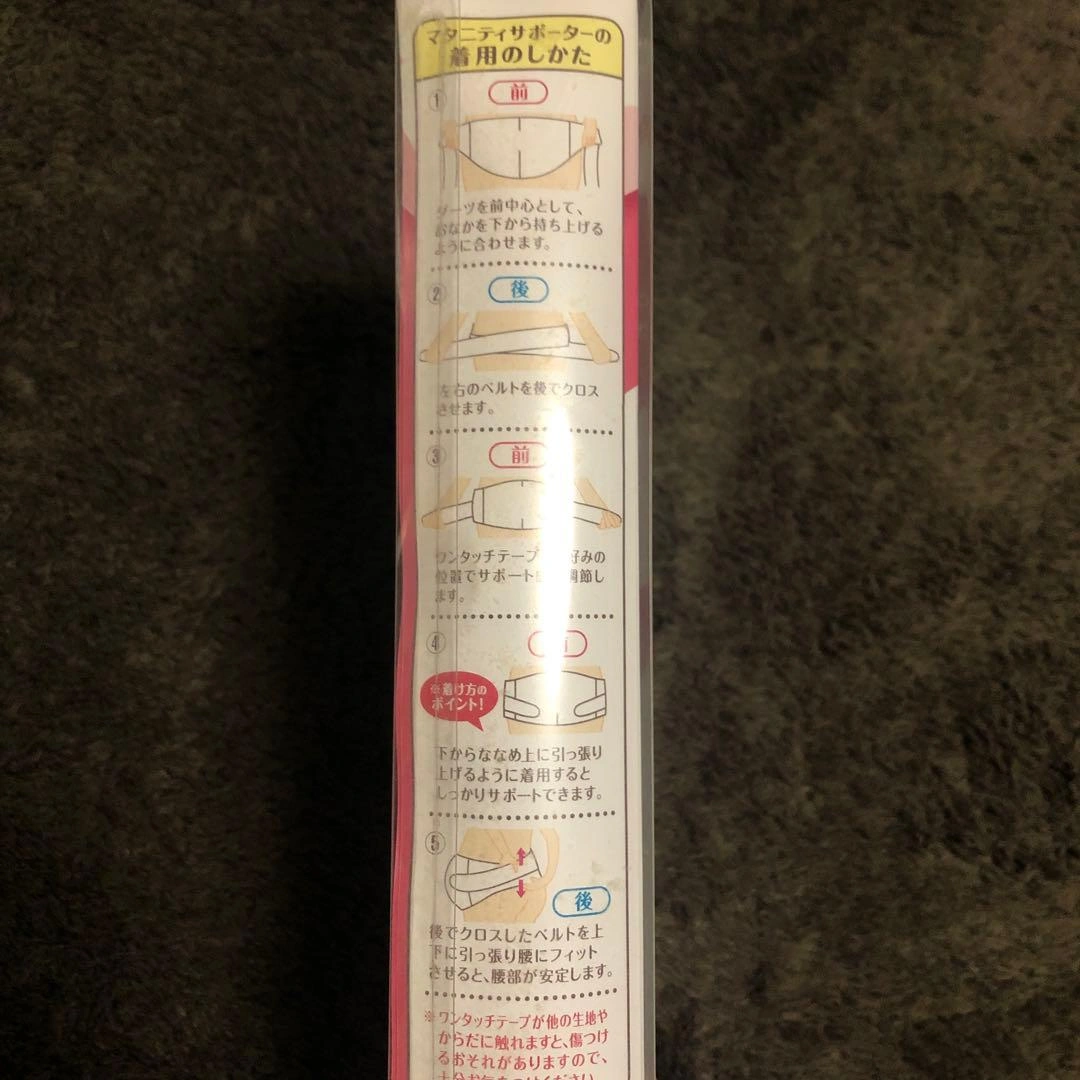 マタニティサポーターの
着用のしかた
①
前
ダーツを前中心として、
おなかを下から持ち上げる
ように合わせます。
②
後
左右のベルトを後でクロス
させます。
③
前
ワンタッチテープ 好みの
位置でサポート 調節し
ます。
④
※着け方の
ポイント!
下からななめ上に引っ張り
上げるように着用すると
しっかりサポートできます。
⑤
後
後でクロスしたベルトを上
下に引っ張り腰にフィット
させると、腰部が安定します。
※ワンタッチテープが他の生地や
からだに触れますと、傷つけ
るおそれがありますので、